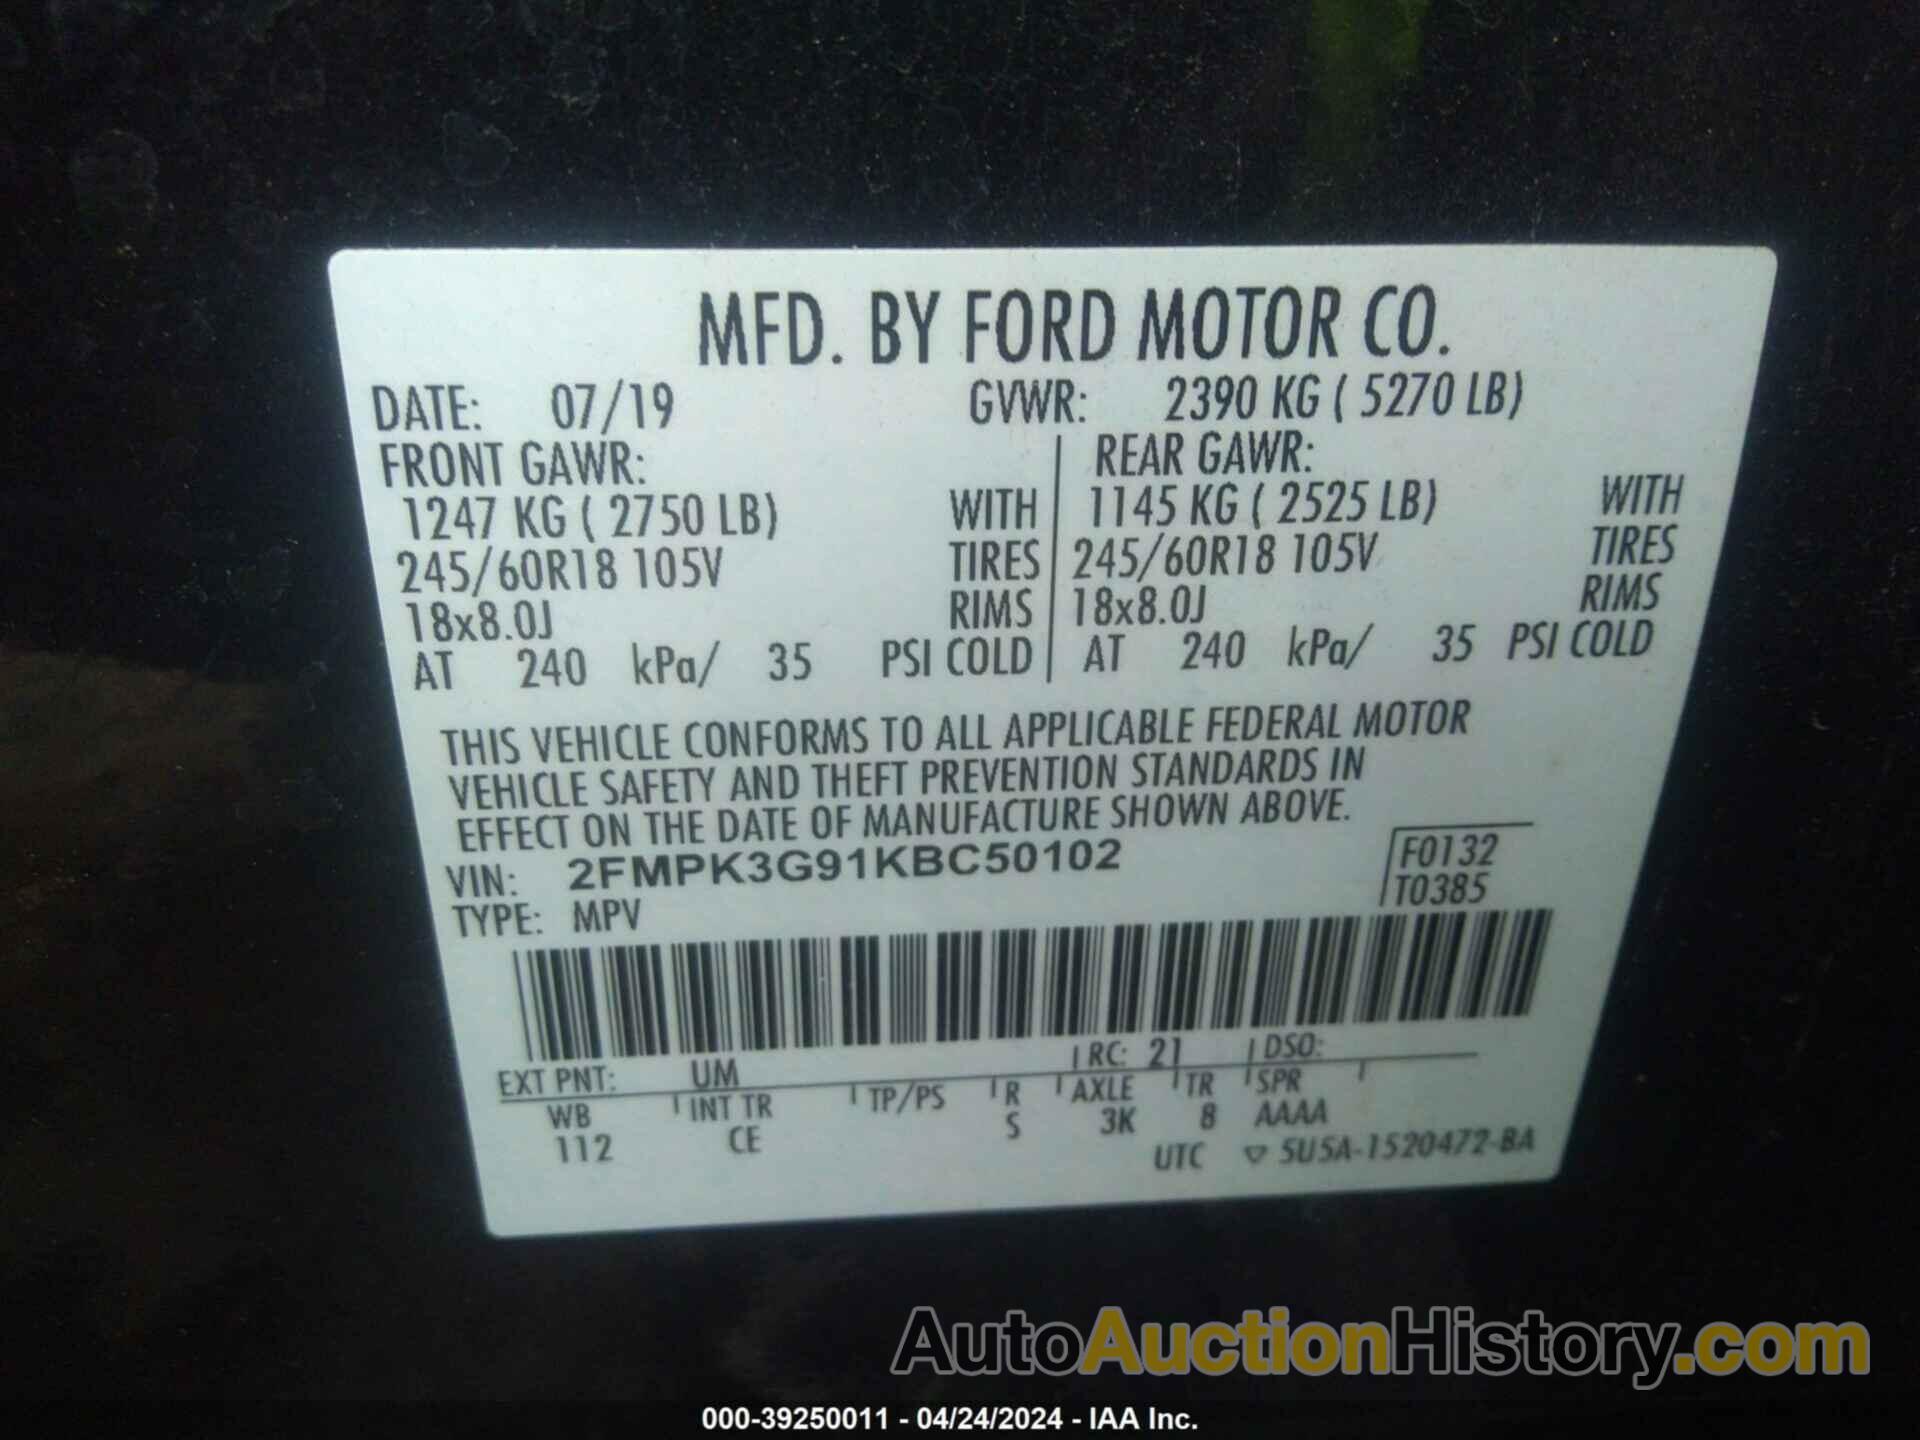 MFD. BY FORD MOTOR CO.
DATE: 07/19 GVWR: 2390 KG ( 5270 LB)
FRONT GAWR: REAR GAWR:
1247 KG ( 2750 LB) WITH 1145 KG ( 2525 LB) WITH
245/60R18 105V TIRES 245/60R18 105V TIRES
18x8.0J RIMS 18x8.0J RIMS
AT 240 kPa/ 35 PSI COLD AT 240 kPa/ 35 PSI COLD
THIS VEHICLE CONFORMS TO ALL APPLICABLE FEDERAL MOTOR
VEHICLE SAFETY AND THEFT PREVENTION STANDARDS IN
EFFECT ON THE DATE OF MANUFACTURE SHOWN ABOVE.
VIN: 2FMPK3G91KBC50102 F0132
TYPE: MPV T0385
EXT PNT: UM RC: 21 DSO:
WB INT TR TP/PS R AXLE TR SPR
112 CE S 3K 8 AAAA
UTC ▽ 5U5A-1520472-BA
AutoAuctionHistory.com
000-39250011 - 04/24/2024 - IAA Inc.